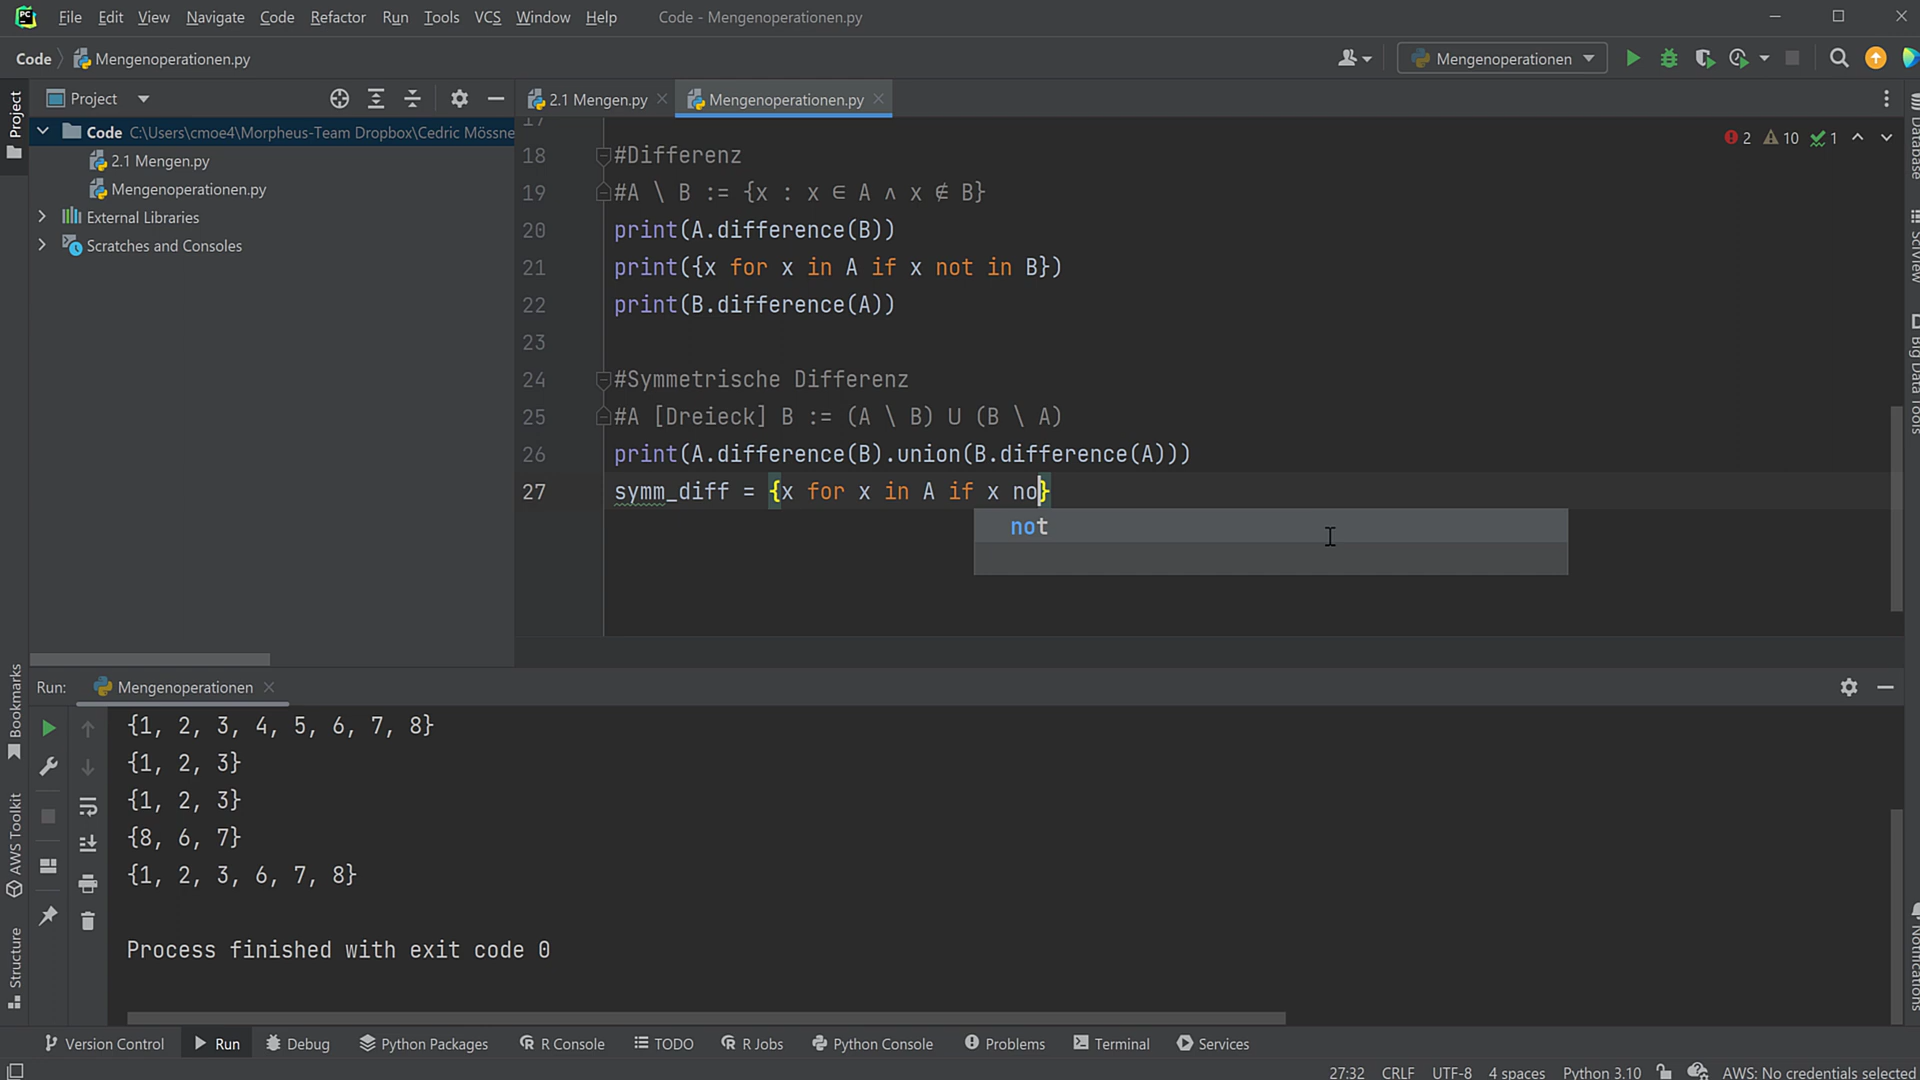 PC File Edit View Navigate Code Refactor Run Tools VCS Window Help Code - Mengenoperationen.py
Code Mengenoperationen.py Mengenoperationen
Project
Project
Code C:\Users\cmoe4\Morpheus-Team Dropbox\Cedric Mössne
2.1 Mengen.py
Mengenoperationen.py
External Libraries
Scratches and Consoles
2.1 Mengen.py Mengenoperationen.py
2 10 1
17
18 #Differenz
19 #A \ B := {x : x ∈ A ∧ x ∉ B}
20 print(A.difference(B))
21 print({x for x in A if x not in B})
22 print(B.difference(A))
23
24 #Symmetrische Differenz
25 #A [Dreieck] B := (A \ B) U (B \ A)
26 print(A.difference(B).union(B.difference(A)))
27 symm_diff = {x for x in A if x no}
not
Database
SciView
Big Data Tools
Notifications
Bookmarks
AWS Toolkit
Structure
Run: Mengenoperationen
{1, 2, 3, 4, 5, 6, 7, 8}
{1, 2, 3}
{1, 2, 3}
{8, 6, 7}
{1, 2, 3, 6, 7, 8}
Process finished with exit code 0
Version Control Run Debug Python Packages R Console TODO R Jobs Python Console Problems Terminal Services
27:32 CRLF UTF-8 4 spaces Python 3.10 AWS: No credentials selected